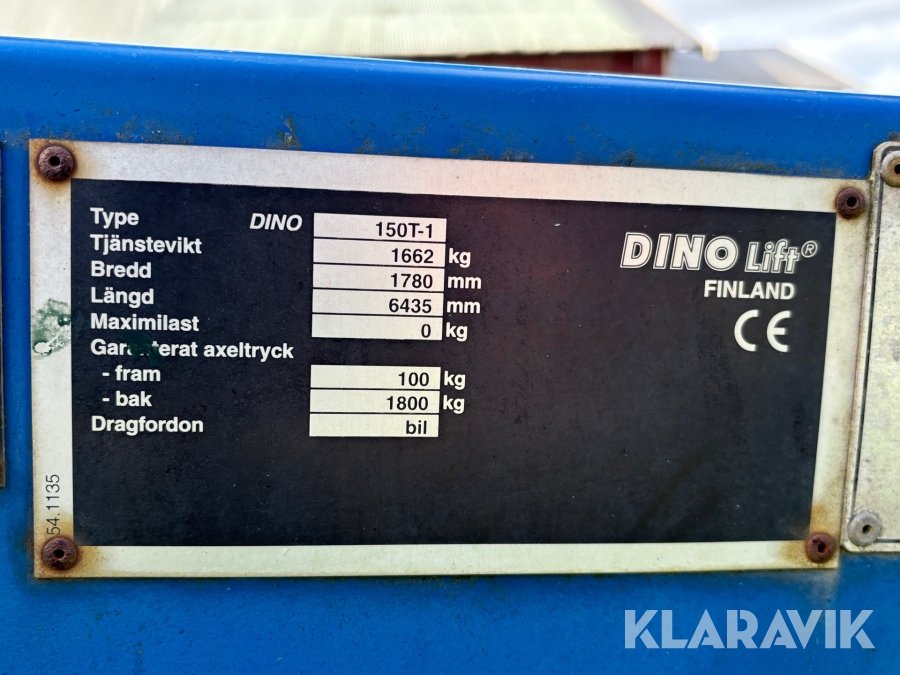 Type DINO 150T-1
Tjänstevikt 1662 kg
Bredd 1780 mm
Längd 6435 mm
Maximilast 0 kg
Garanterat axeltryck
- fram 100 kg
- bak 1800 kg
Dragfordon bil
DINO Lift®
FINLAND
CE
54.1135
KLARAVIK